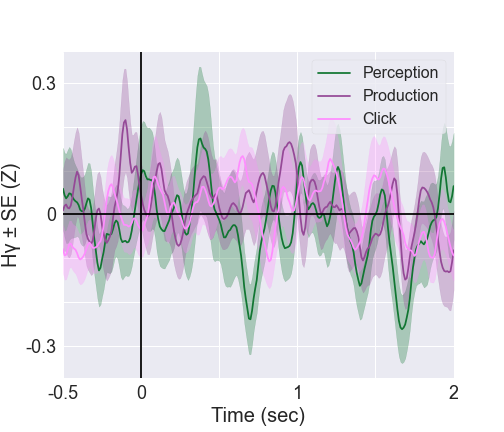 Perception
Production
Click
Hγ ± SE (Z)
0.3
0
-0.3
-0.5 0 1 2
Time (sec)